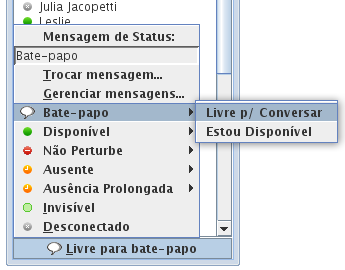 Julia Jacopetti
Leslie
Mensagem de Status:
Bate-papo
Trocar mensagem...
Gerenciar mensagens...
Bate-papo
Livre p/ Conversar
Disponível
Estou Disponível
Não Perturbe
Ausente
Ausência Prolongada
Invisível
Desconectado
Livre para bate-papo